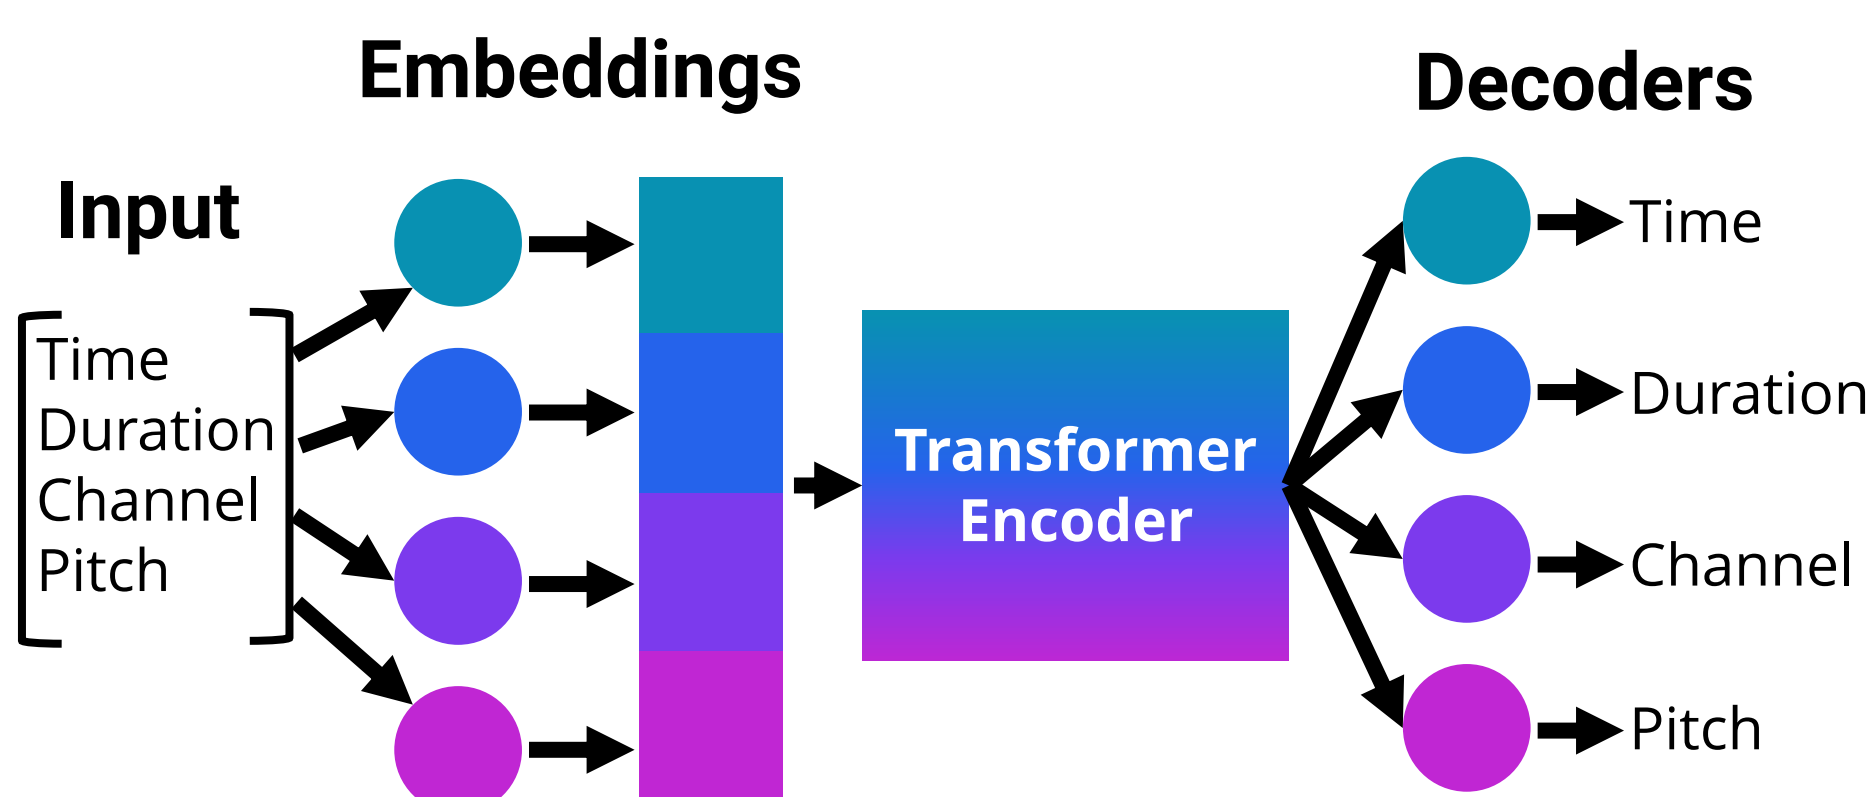 Embeddings
Decoders
Input
Time
Duration
Channel
Pitch
Transformer
Encoder
Time
Duration
Channel
Pitch